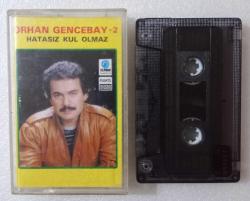 ORHAN GENCEBAY-2
HATASIZ KUL OLMAZ